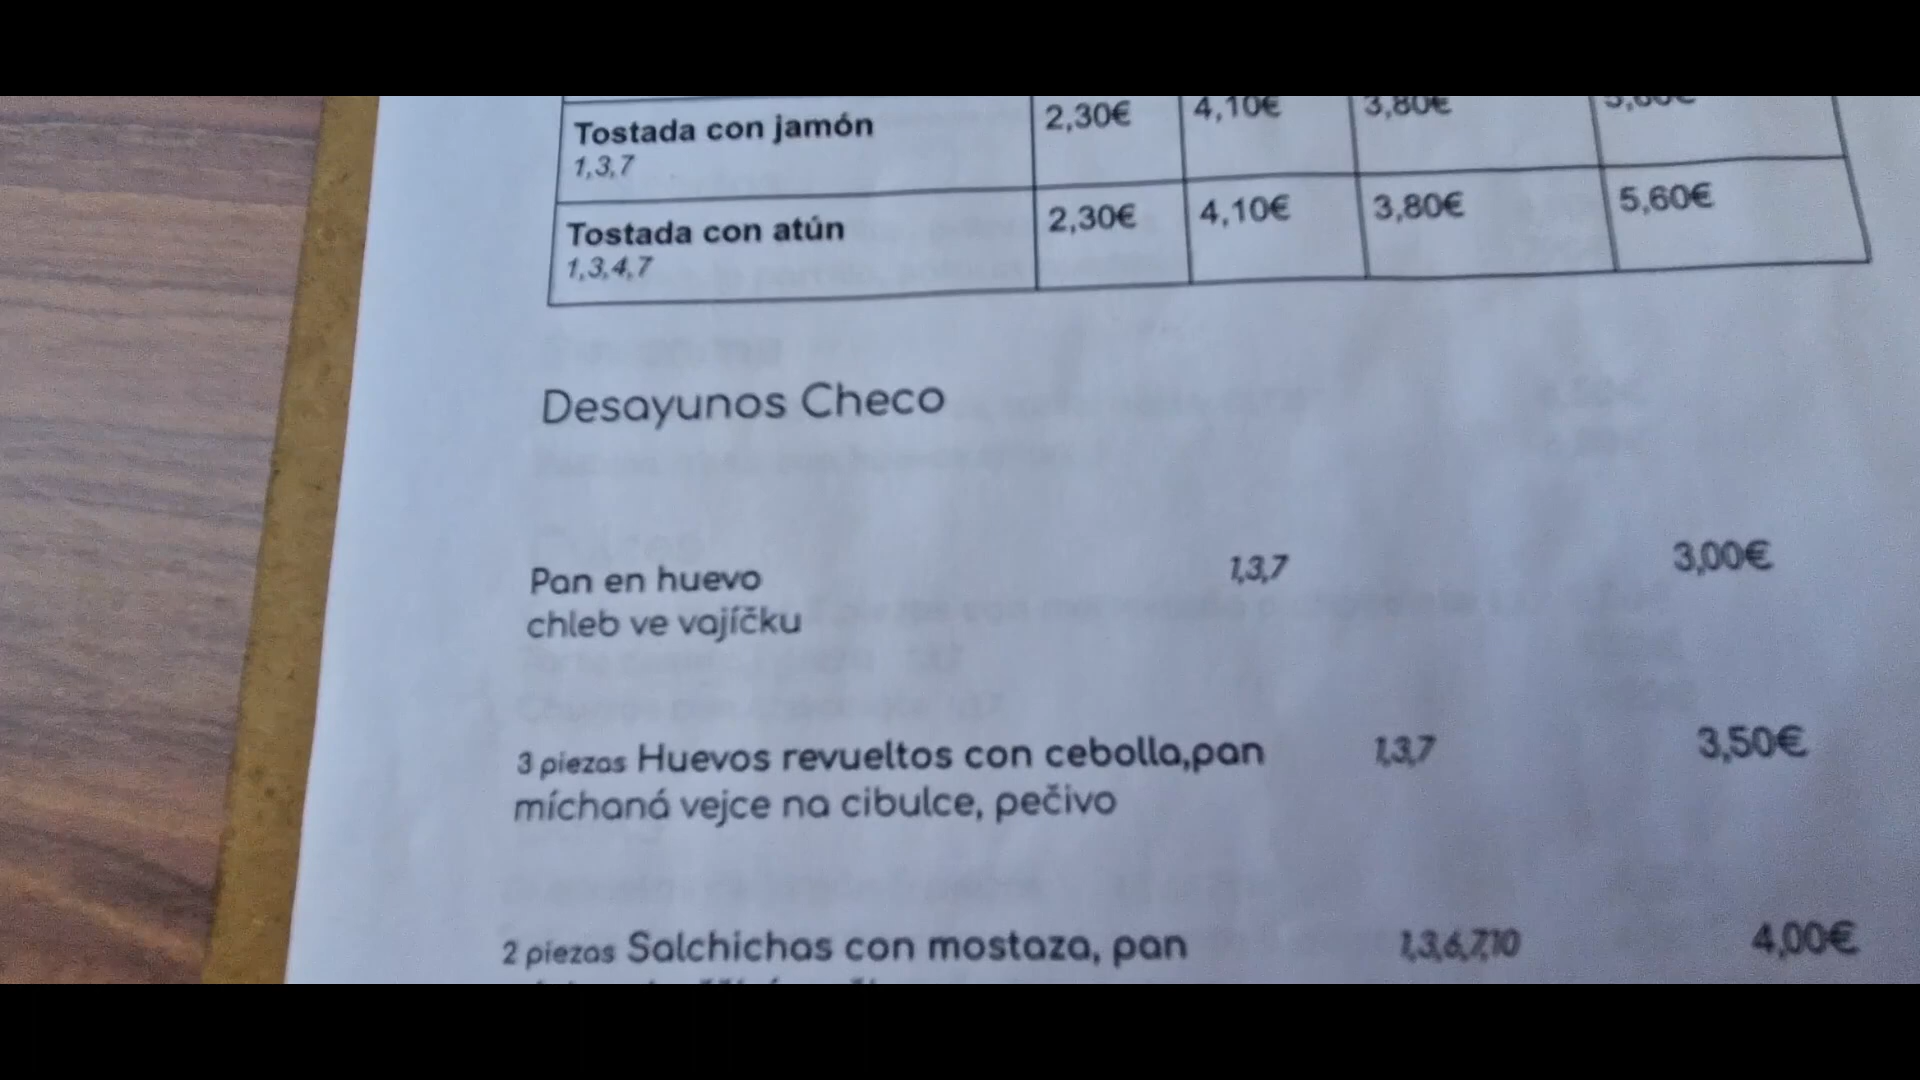 Tostada con jamón 2,30€ 4,10€ 3,80€
1,3,7
Tostada con atún 2,30€ 4,10€ 3,80€ 5,60€
1,3,4,7
Desayunos Checo
Pan en huevo 1,3,7 3,00€
chleb ve vajíčku
3 piezas Huevos revueltos con cebolla,pan 1,3,7 3,50€
míchaná vejce na cibulce, pečivo
2 piezas Salchichas con mostaza, pan 1,3,6,7,10 4,00€